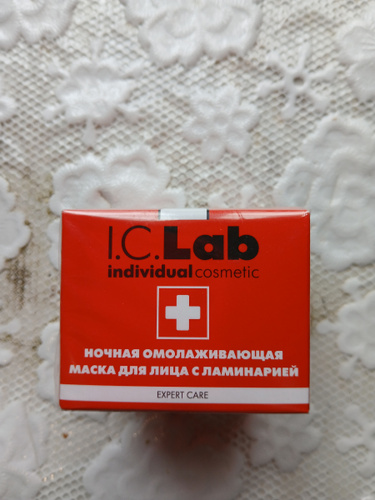 I.C.Lab
individual cosmetic
НОЧНАЯ ОМОЛАЖИВАЮЩАЯ
МАСКА ДЛЯ ЛИЦА С ЛАМИНАРИЕЙ
EXPERT CARE